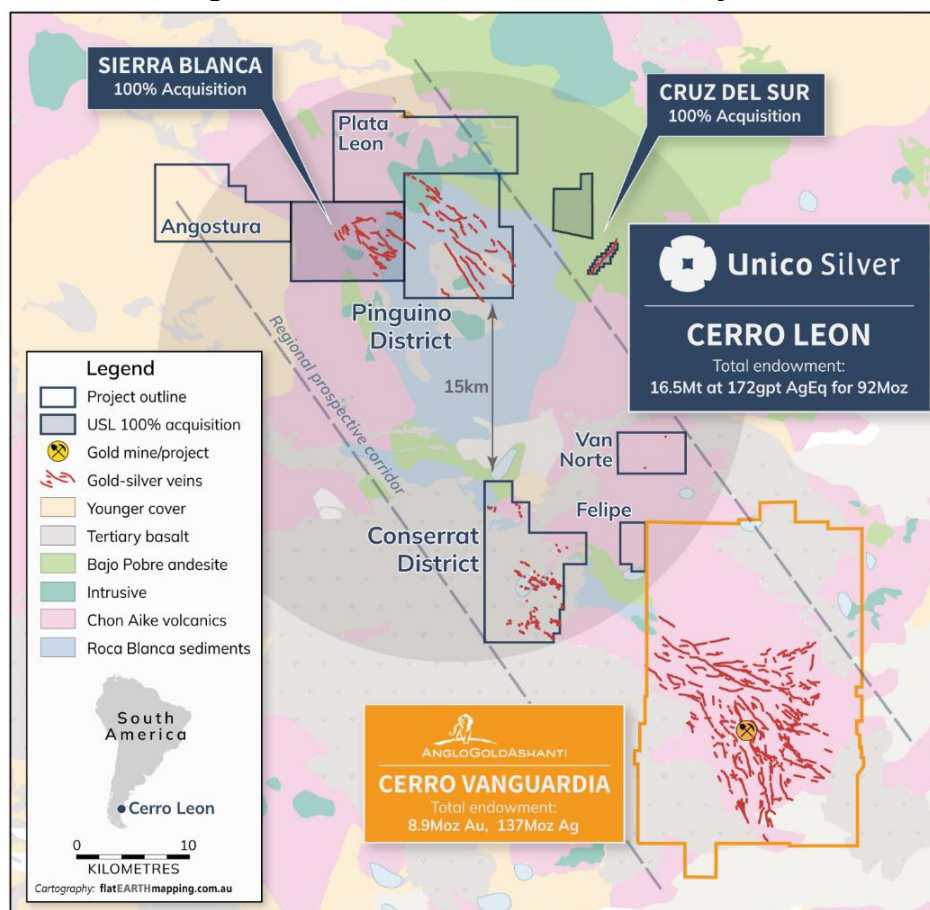 SIERRA BLANCA
100% Acquisition
CRUZ DEL SUR
100% Acquisition
Plata
Leon
Angostura
Pinguino
District
Unico Silver
CERRO LEON
Total endowment:
16.5Mt at 172gpt AgEq for 92Moz
Regional prospective corridor
15km
Van
Norte
Felipe
Conserrat
District
Legend
Project outline
USL 100% acquisition
Gold mine/project
Gold-silver veins
Younger cover
Tertiary basalt
Bajo Pobre andesite
Intrusive
Chon Aike volcanics
Roca Blanca sediments
South
America
Cerro Leon
0 10
KILOMETRES
Cartography: flatEARTHmapping.com.au
ANGLOGOLDASHANTI
CERRO VANGUARDIA
Total endowment:
8.9Moz Au, 137Moz Ag